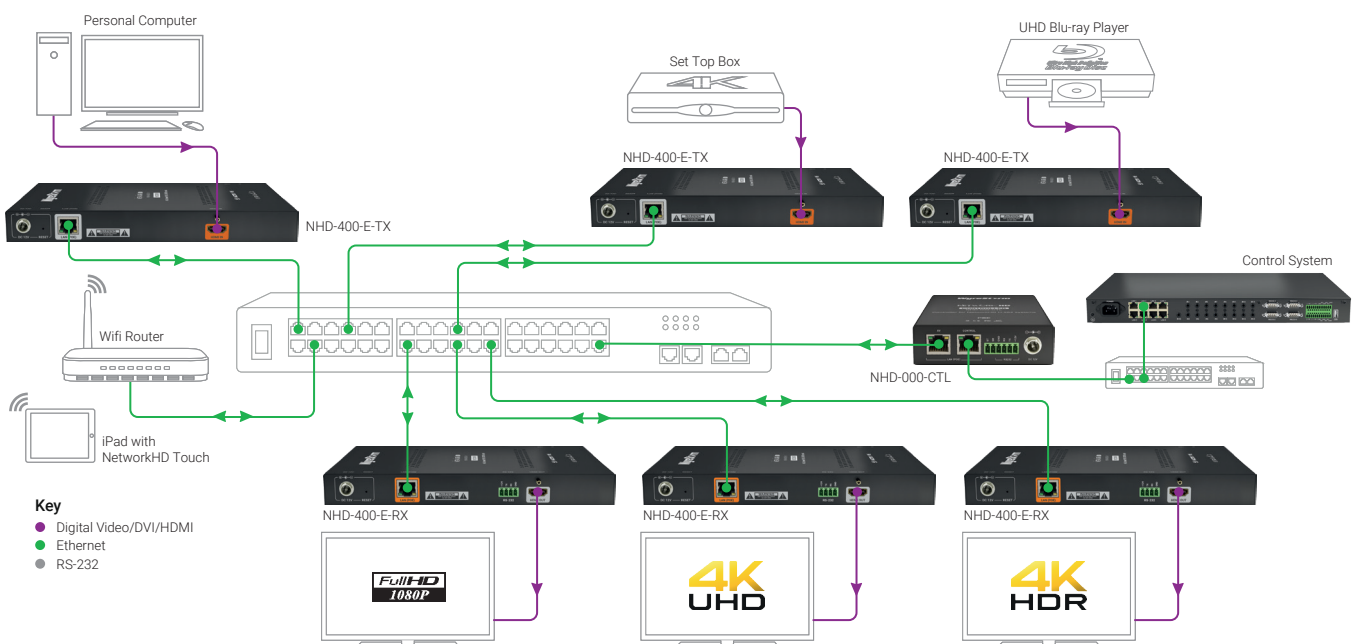 Personal Computer
UHD Blu-ray Player
Set Top Box
4K
NHD-400-E-TX
NHD-400-E-TX
NHD-400-E-TX
Control System
Wifi Router
NHD-000-CTL
iPad with
NetworkHD Touch
Key
Digital Video/DVI/HDMI
Ethernet
RS-232
NHD-400-E-RX
NHD-400-E-RX
NHD-400-E-RX
FullHD
1080P
4K
UHD
4K
HDR